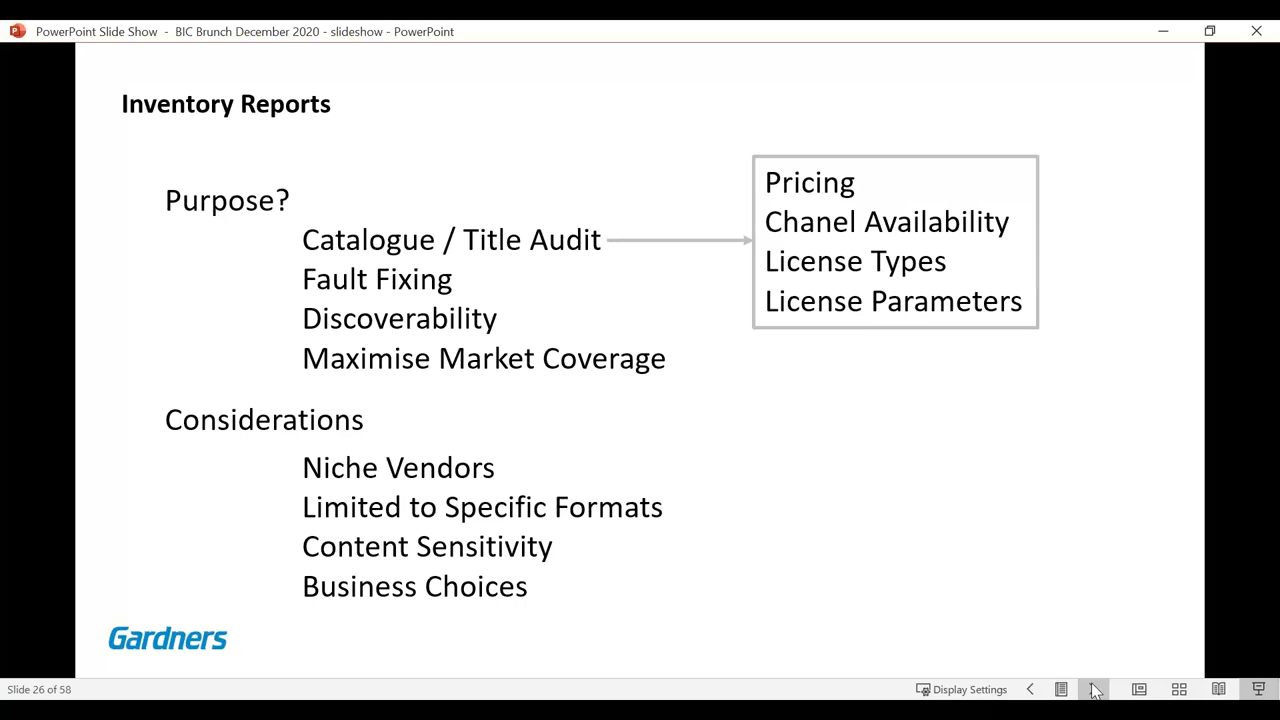 PowerPoint Slide Show - BIC Brunch December 2020 - slideshow - PowerPoint
Inventory Reports
Purpose?
Catalogue / Title Audit
Fault Fixing
Discoverability
Maximise Market Coverage
Pricing
Chanel Availability
License Types
License Parameters
Considerations
Niche Vendors
Limited to Specific Formats
Content Sensitivity
Business Choices
Gardners
Slide 26 of 58
Display Settings